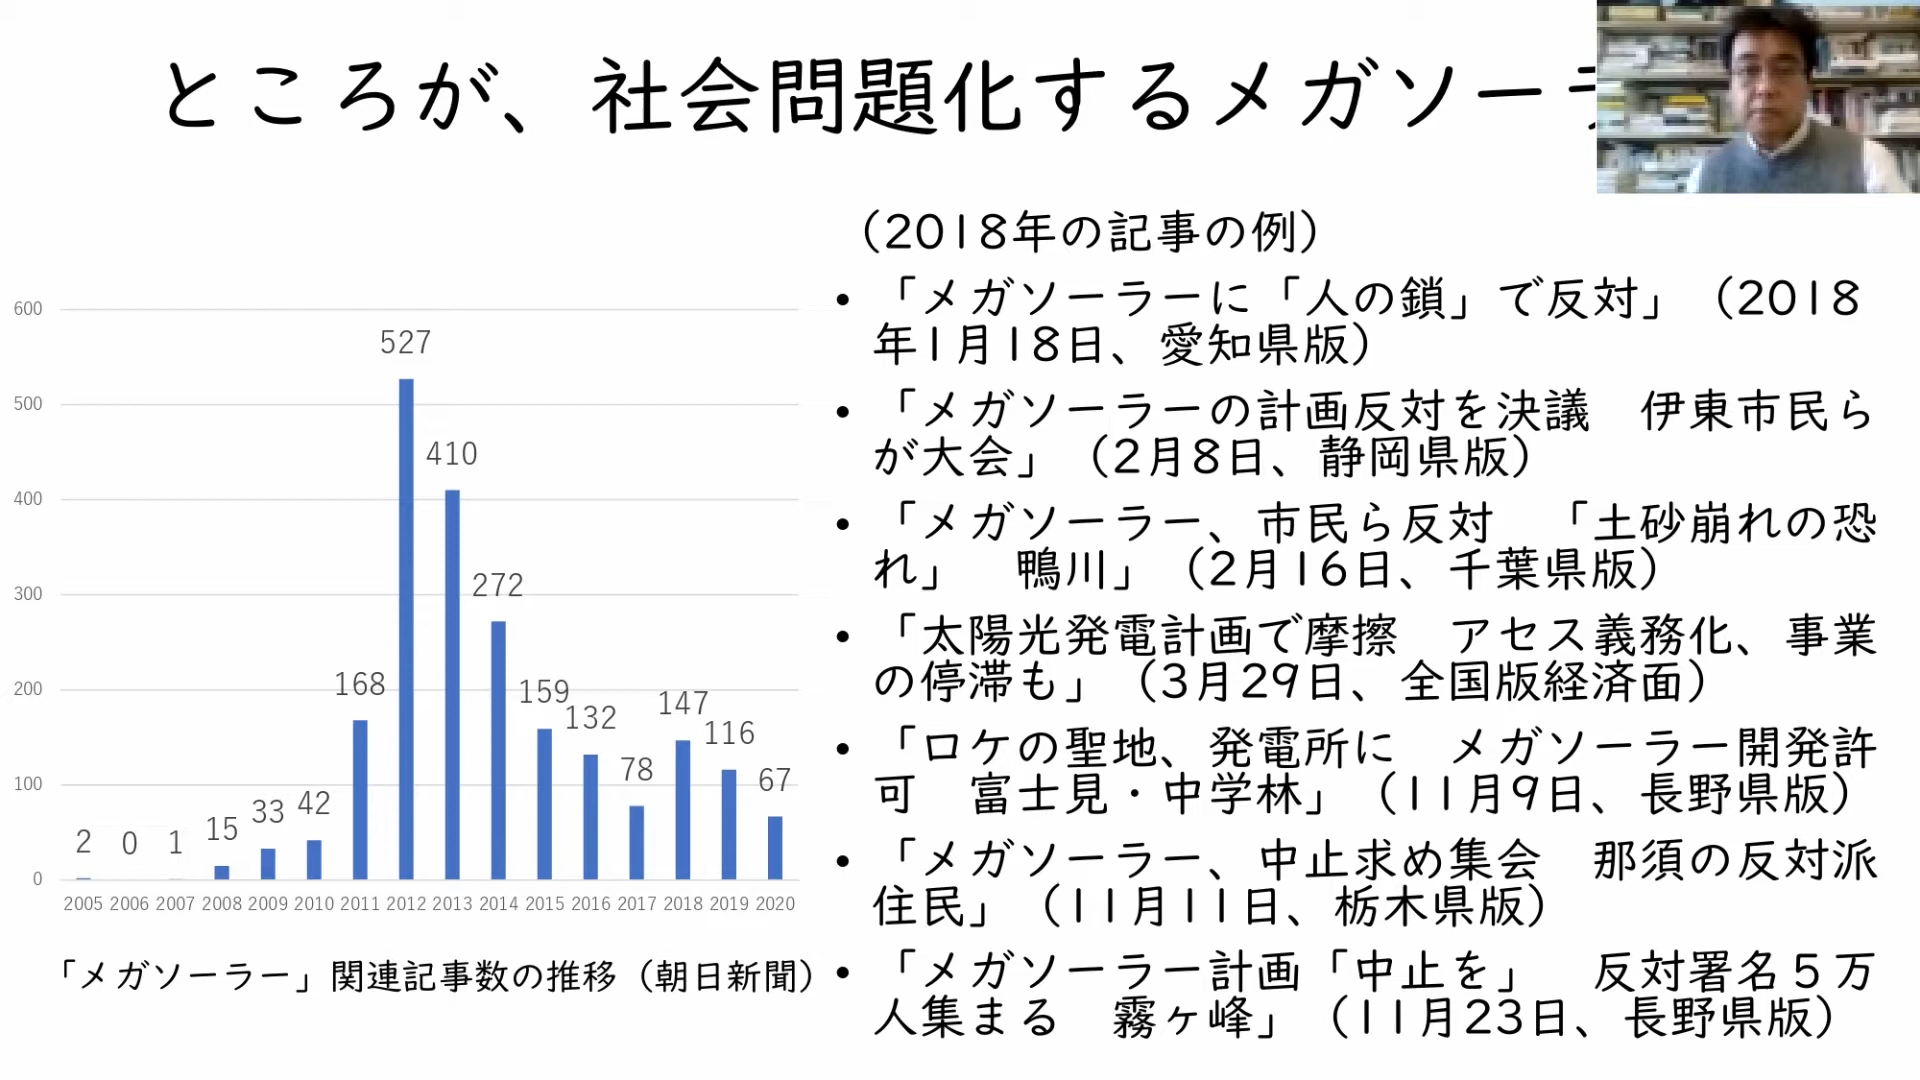 ところが、社会問題化するメガソーラ
600
500
400
300
200
100
0
2
0
1
15
33
42
168
527
410
272
159
132
78
147
116
67
2005 2006 2007 2008 2009 2010 2011 2012 2013 2014 2015 2016 2017 2018 2019 2020
「メガソーラー」関連記事数の推移（朝日新聞）
（2018年の記事の例）
• 「メガソーラーに「人の鎖」で反対」（2018
年1月18日、愛知県版）
• 「メガソーラーの計画反対を決議　伊東市民ら
が大会」（2月8日、静岡県版）
• 「メガソーラー、市民ら反対　「土砂崩れの恐
れ」　鴨川」（2月16日、千葉県版）
• 「太陽光発電計画で摩擦　アセス義務化、事業
の停滞も」（3月29日、全国版経済面）
• 「ロケの聖地、発電所に　メガソーラー開発許
可　富士見・中学林」（11月9日、長野県版）
• 「メガソーラー、中止求め集会　那須の反対派
住民」（11月11日、栃木県版）
• 「メガソーラー計画「中止を」　反対署名５万
人集まる　霧ヶ峰」（11月23日、長野県版）